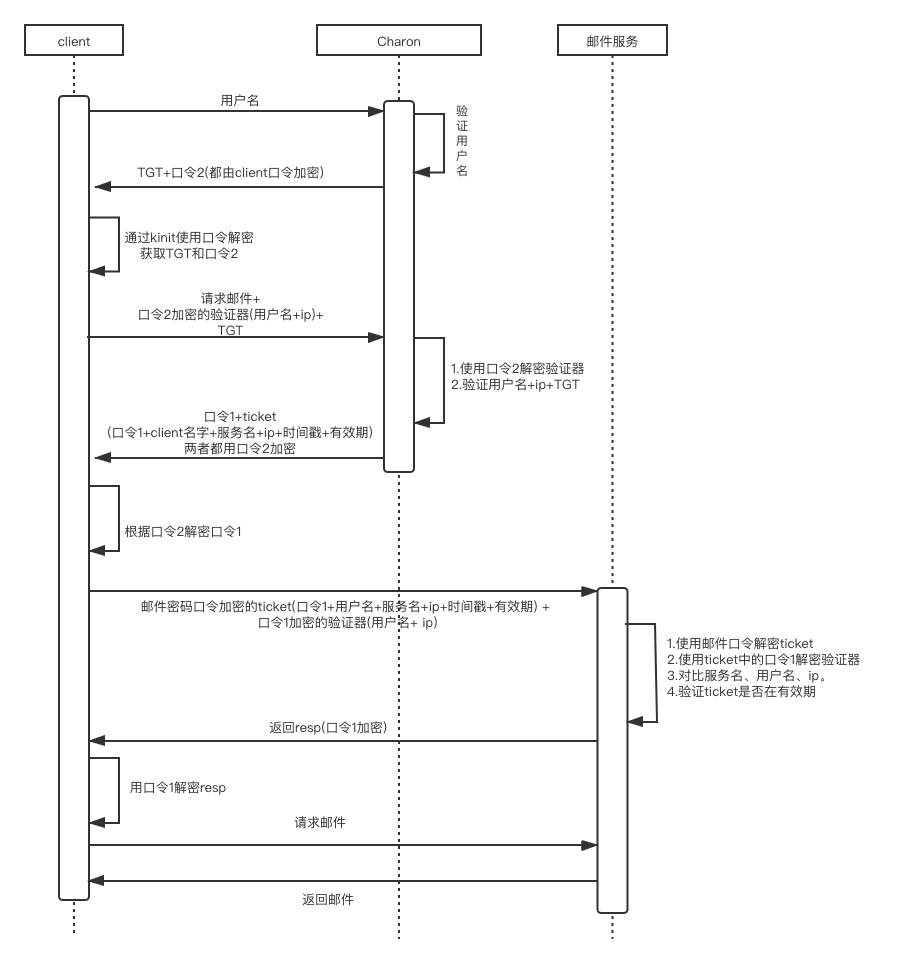 client
Charon
邮件服务
用户名
验
证
用
户
名
TGT+口令2(都由client口令加密)
通过kinit使用口令解密
获取TGT和口令2
请求邮件+
口令2加密的验证器(用户名+ip)+
TGT
1.使用口令2解密验证器
2.验证用户名+ip+TGT
口令1+ticket
(口令1+client名字+服务名+ip+时间戳+有效期)
两者都用口令2加密
根据口令2解密口令1
邮件密码口令加密的ticket(口令1+用户名+服务名+ip+时间戳+有效期) +
口令1加密的验证器(用户名+ ip)
1.使用邮件口令解密ticket
2.使用ticket中的口令1解密验证器
3.对比服务名、用户名、ip。
4.验证ticket是否在有效期
返回resp(口令1加密)
用口令1解密resp
请求邮件
返回邮件